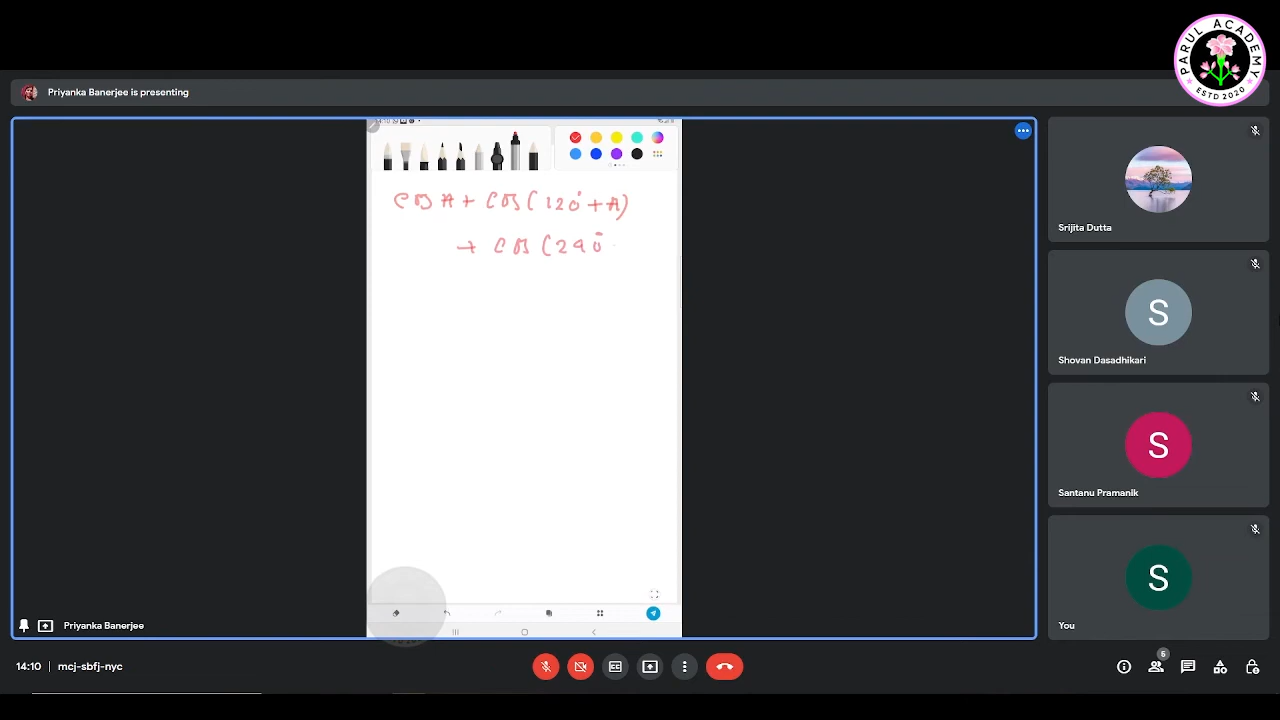 PARUL ACADEMY
ESTD 2020
Priyanka Banerjee is presenting
cos A + cos (120° + A)
+ cos (240°
Srijita Dutta
S
Shovan Dasadhikari
S
Santanu Pramanik
S
You
Priyanka Banerjee
14:10 | mcj-sbfj-nyc
6